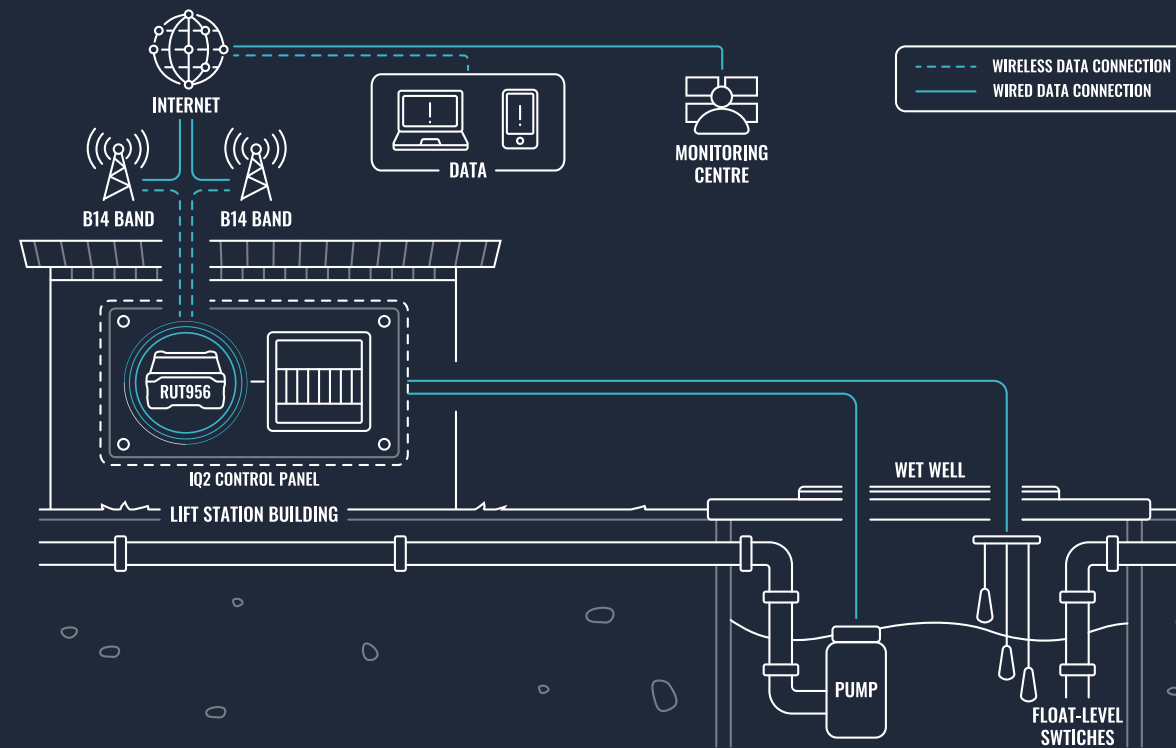 WIRELESS DATA CONNECTION
WIRED DATA CONNECTION
INTERNET
DATA
MONITORING
CENTRE
B14 BAND
B14 BAND
RUT956
IQ2 CONTROL PANEL
LIFT STATION BUILDING
WET WELL
PUMP
FLOAT-LEVEL
SWTICHES